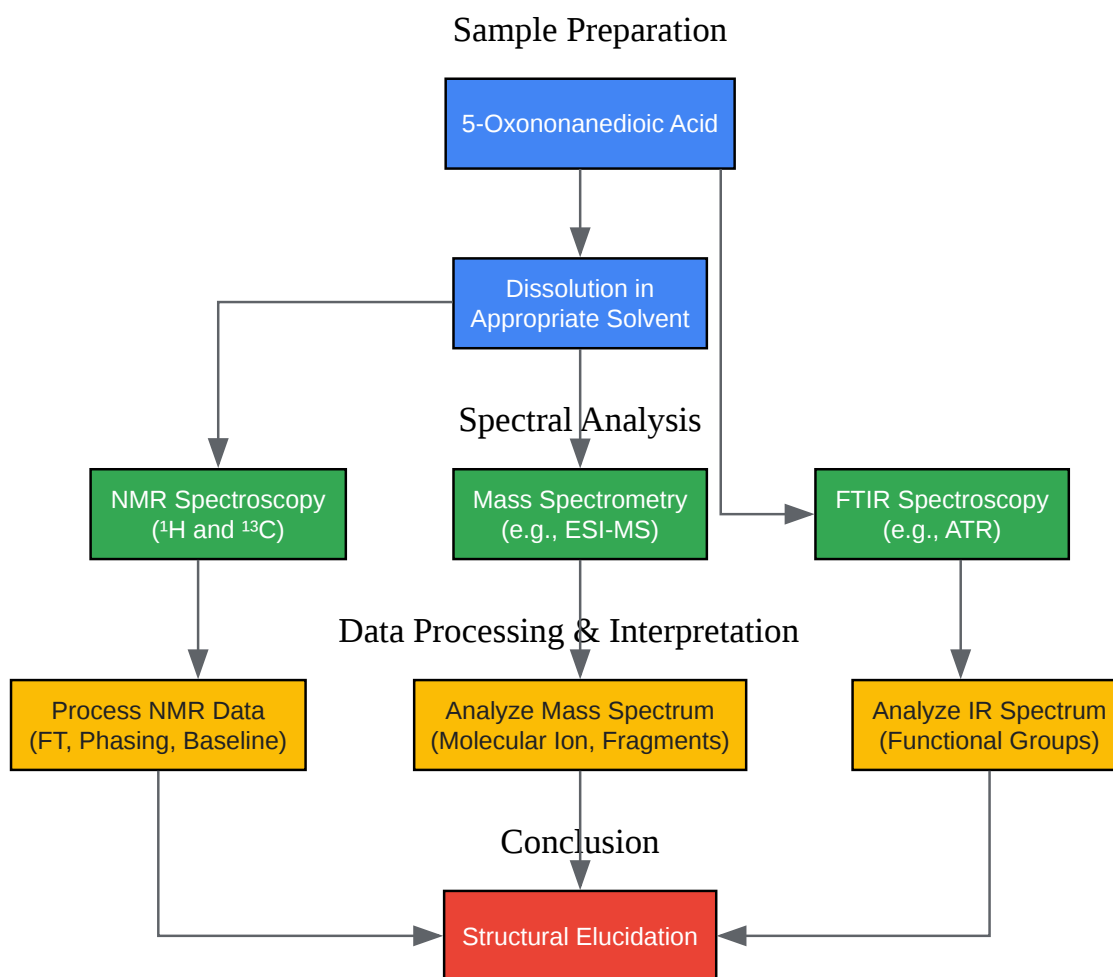 Sample Preparation
5-Oxononanedioic Acid
Dissolution in
Appropriate Solvent
Spectral Analysis
NMR Spectroscopy
(¹H and ¹³C)
Mass Spectrometry
(e.g., ESI-MS)
FTIR Spectroscopy
(e.g., ATR)
Data Processing & Interpretation
Process NMR Data
(FT, Phasing, Baseline)
Analyze Mass Spectrum
(Molecular Ion, Fragments)
Analyze IR Spectrum
(Functional Groups)
Conclusion
Structural Elucidation